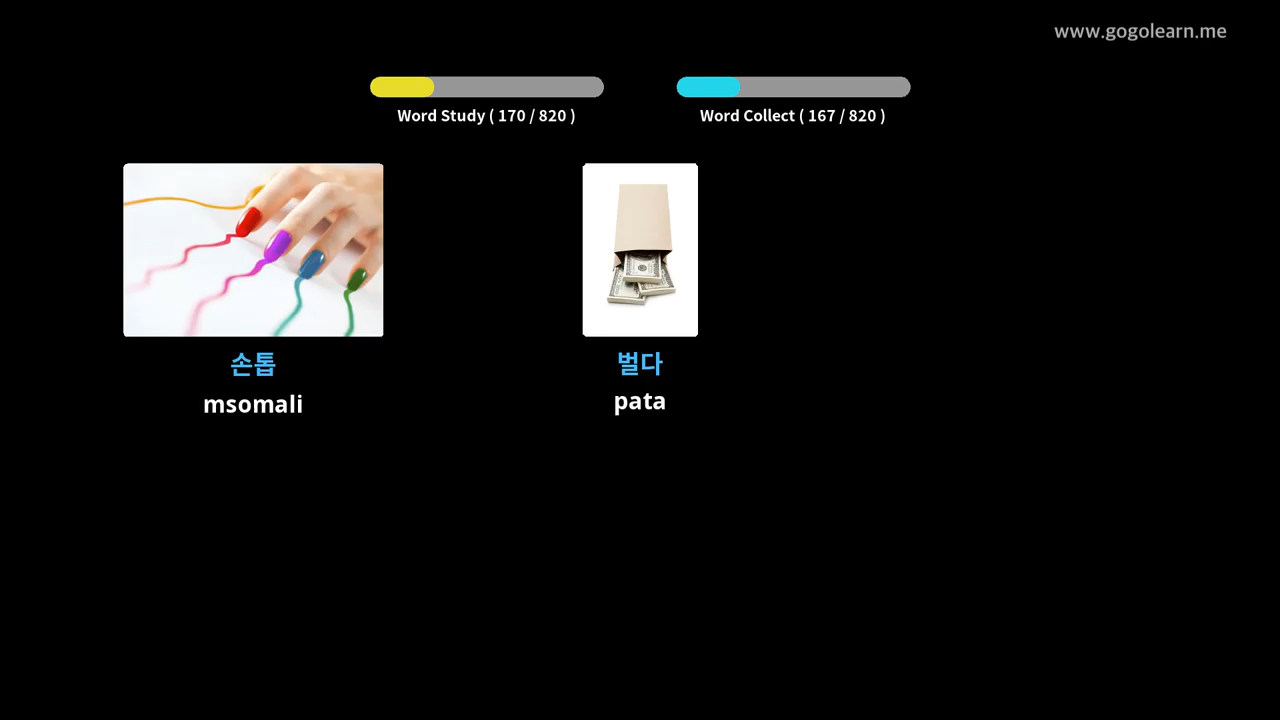 www.gogolearn.me
Word Study ( 170 / 820 )
Word Collect ( 167 / 820 )
손톱
msomali
벌다
pata